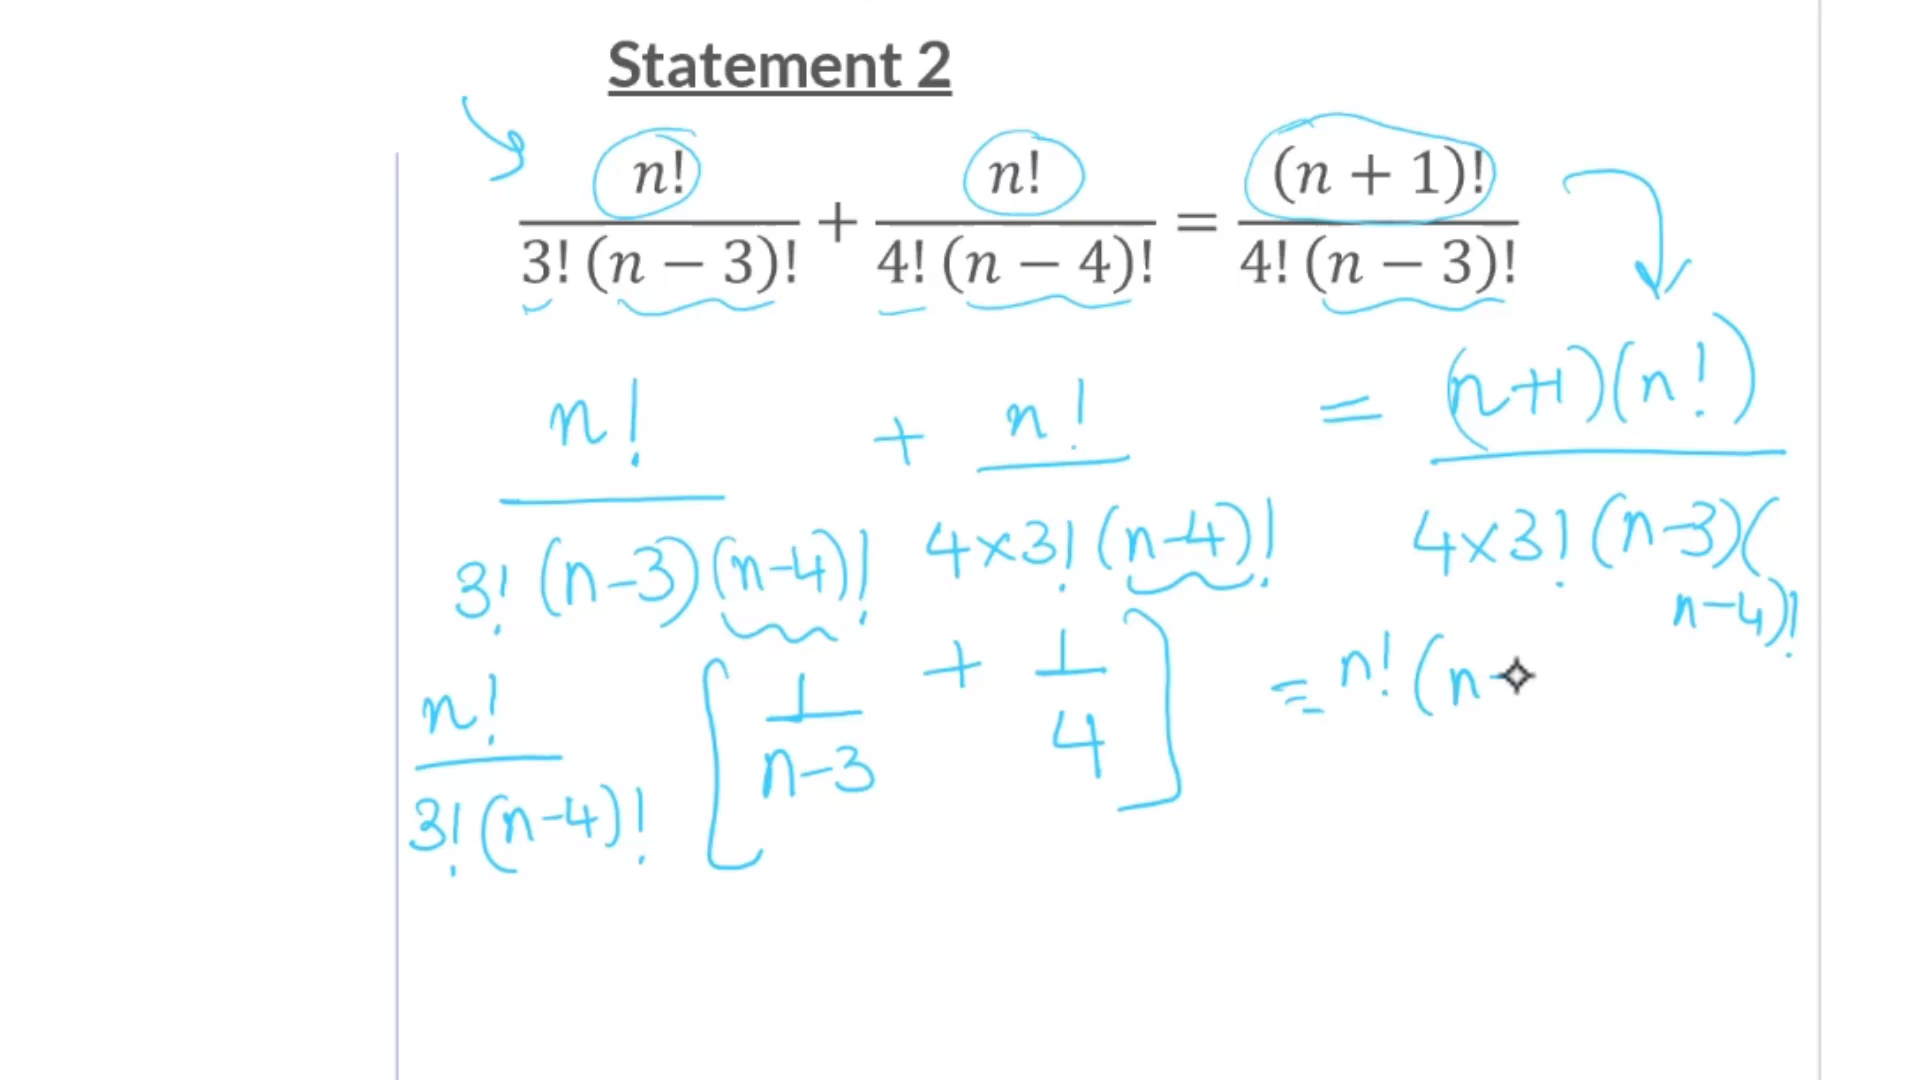 Statement 2
n!/(3! (n − 3)!) + n!/(4! (n − 4)!) = (n + 1)!/(4! (n − 3)!)
n!/(3! (n-3)(n-4)!) + n!/(4×3! (n-4)!) = (n+1)(n!)/(4×3! (n-3)(n-4)!)
n!/(3! (n-4)!) [1/(n-3) + 1/4] = n! (n